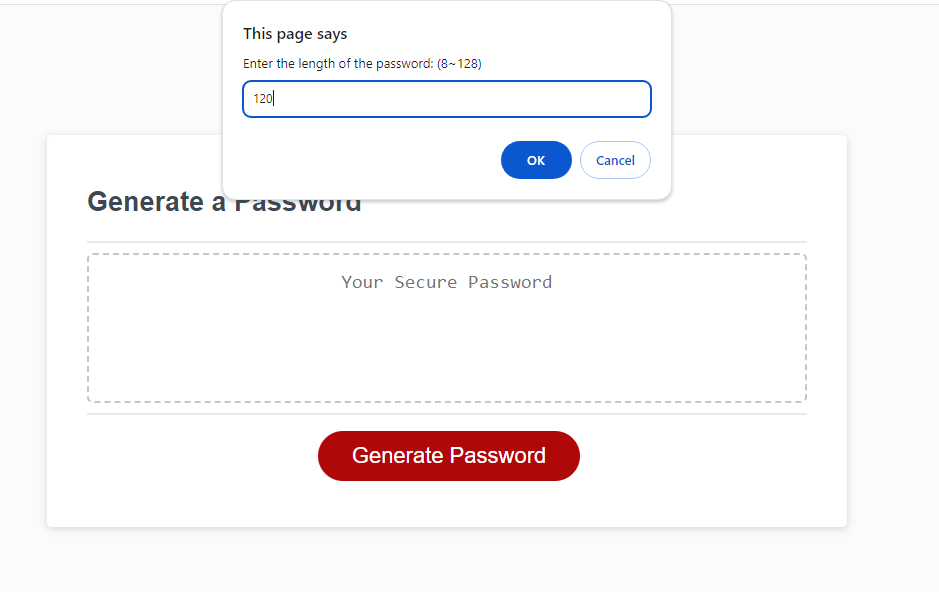 This page says
Enter the length of the password: (8~128)
120
OK
Cancel
Generate a Password
Your Secure Password
Generate Password